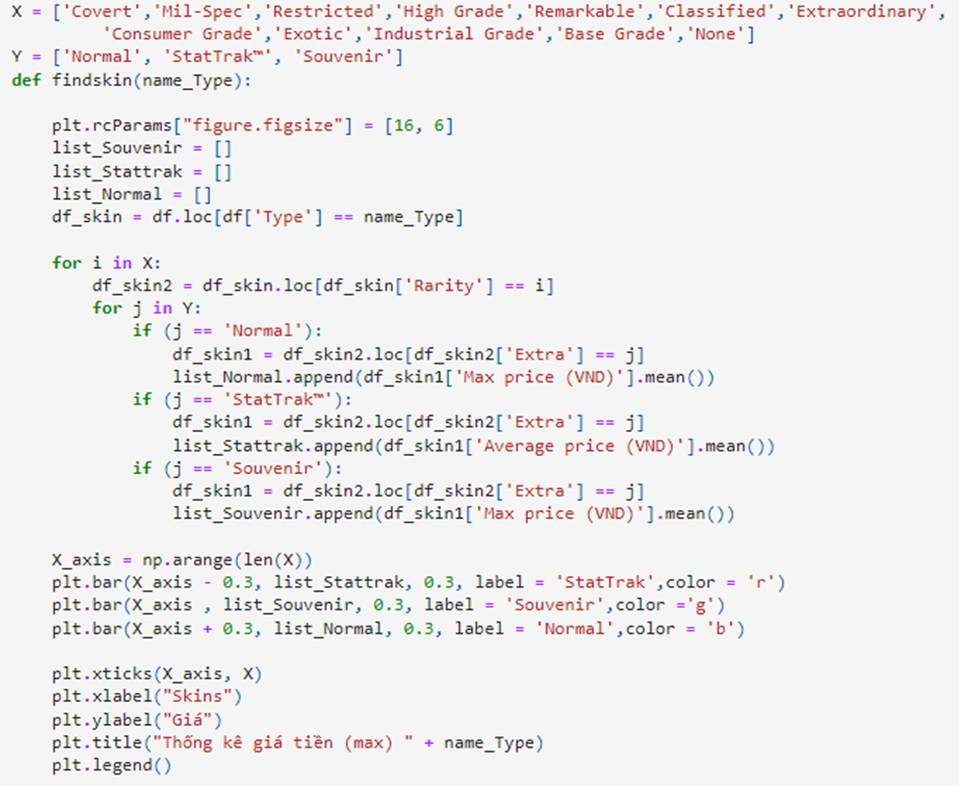 X = ['Covert','Mil-Spec','Restricted','High Grade','Remarkable','Classified','Extraordinary',
         'Consumer Grade','Exotic','Industrial Grade','Base Grade','None']
Y = ['Normal', 'StatTrak™', 'Souvenir']
def findskin(name_Type):

    plt.rcParams["figure.figsize"] = [16, 6]
    list_Souvenir = []
    list_Stattrak = []
    list_Normal = []
    df_skin = df.loc[df['Type'] == name_Type]

    for i in X:
        df_skin2 = df_skin.loc[df_skin['Rarity'] == i]
        for j in Y:
            if (j == 'Normal'):
                df_skin1 = df_skin2.loc[df_skin2['Extra'] == j]
                list_Normal.append(df_skin1['Max price (VND)'].mean())
            if (j == 'StatTrak™'):
                df_skin1 = df_skin2.loc[df_skin2['Extra'] == j]
                list_Stattrak.append(df_skin1['Average price (VND)'].mean())
            if (j == 'Souvenir'):
                df_skin1 = df_skin2.loc[df_skin2['Extra'] == j]
                list_Souvenir.append(df_skin1['Max price (VND)'].mean())

    X_axis = np.arange(len(X))
    plt.bar(X_axis - 0.3, list_Stattrak, 0.3, label = 'StatTrak',color = 'r')
    plt.bar(X_axis , list_Souvenir, 0.3, label = 'Souvenir',color ='g')
    plt.bar(X_axis + 0.3, list_Normal, 0.3, label = 'Normal',color = 'b')

    plt.xticks(X_axis, X)
    plt.xlabel("Skins")
    plt.ylabel("Giá")
    plt.title("Thống kê giá tiền (max) " + name_Type)
    plt.legend()